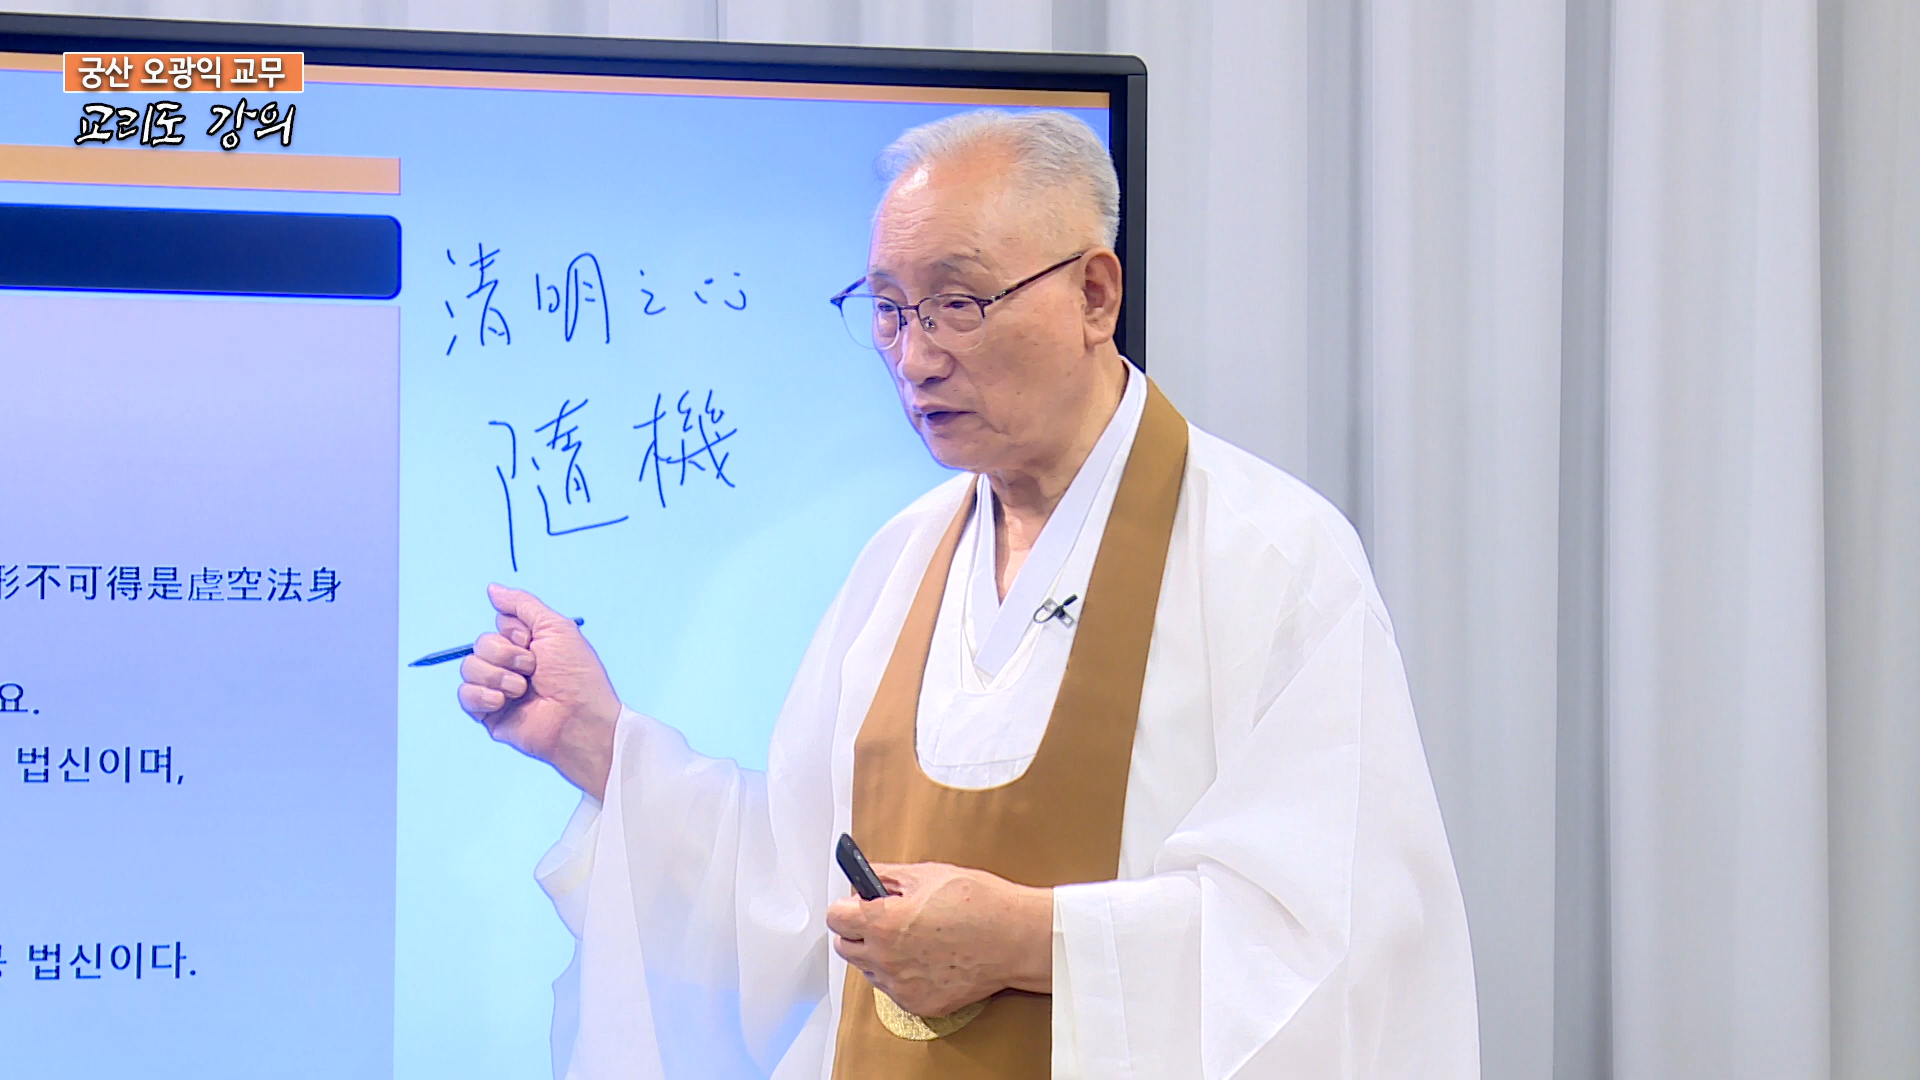 궁산 오광익 교무
교리도 강의
清明之心
隨機
形不可得是虛空法身
요.
법신이며,
법신이다.